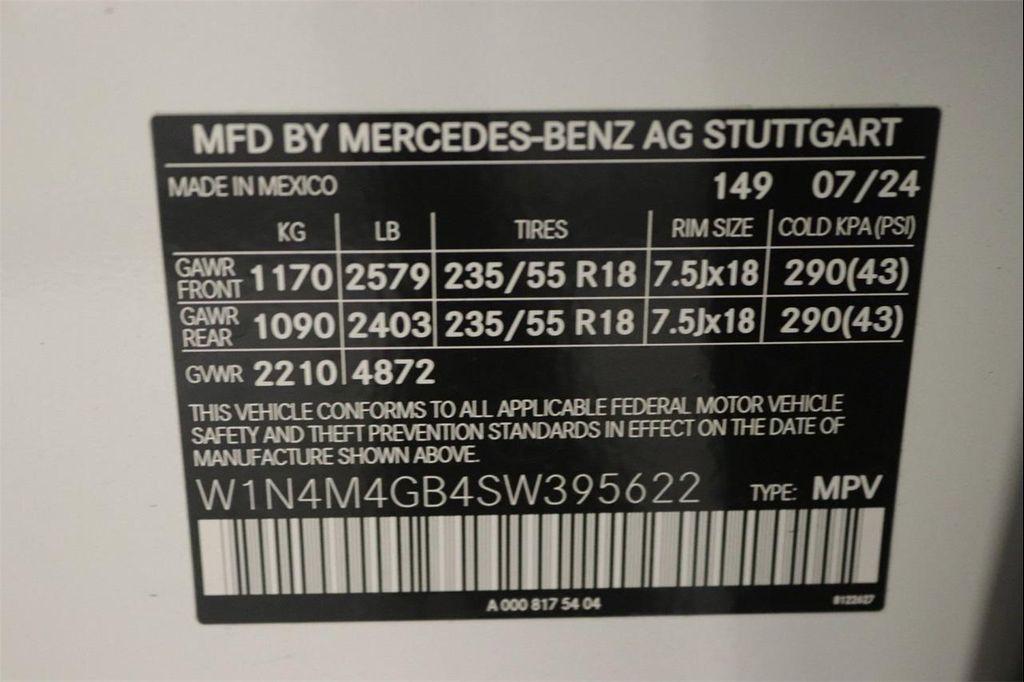 MFD BY MERCEDES-BENZ AG STUTTGART
MADE IN MEXICO 149 07/24
KG LB TIRES RIM SIZE COLD KPA (PSI)
GAWR FRONT 1170 2579 235/55 R18 7.5Jx18 290(43)
GAWR REAR 1090 2403 235/55 R18 7.5Jx18 290(43)
GVWR 2210 4872
THIS VEHICLE CONFORMS TO ALL APPLICABLE FEDERAL MOTOR VEHICLE
SAFETY AND THEFT PREVENTION STANDARDS IN EFFECT ON THE DATE OF
MANUFACTURE SHOWN ABOVE.
W1N4M4GB4SW395622 TYPE: MPV
A 000 817 54 04 8122627